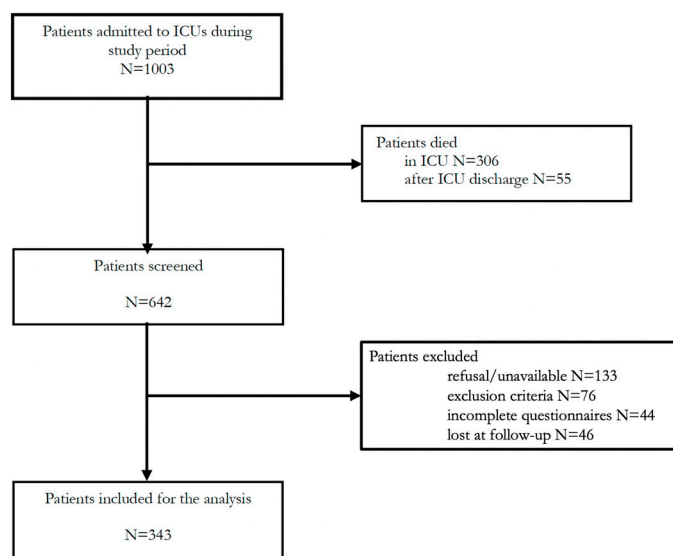 Patients admitted to ICUs during
study period
N=1003
Patients died
in ICU N=306
after ICU discharge N=55
Patients screened
N=642
Patients excluded
refusal/unavailable N=133
exclusion criteria N=76
incomplete questionnaires N=44
lost at follow-up N=46
Patients included for the analysis
N=343